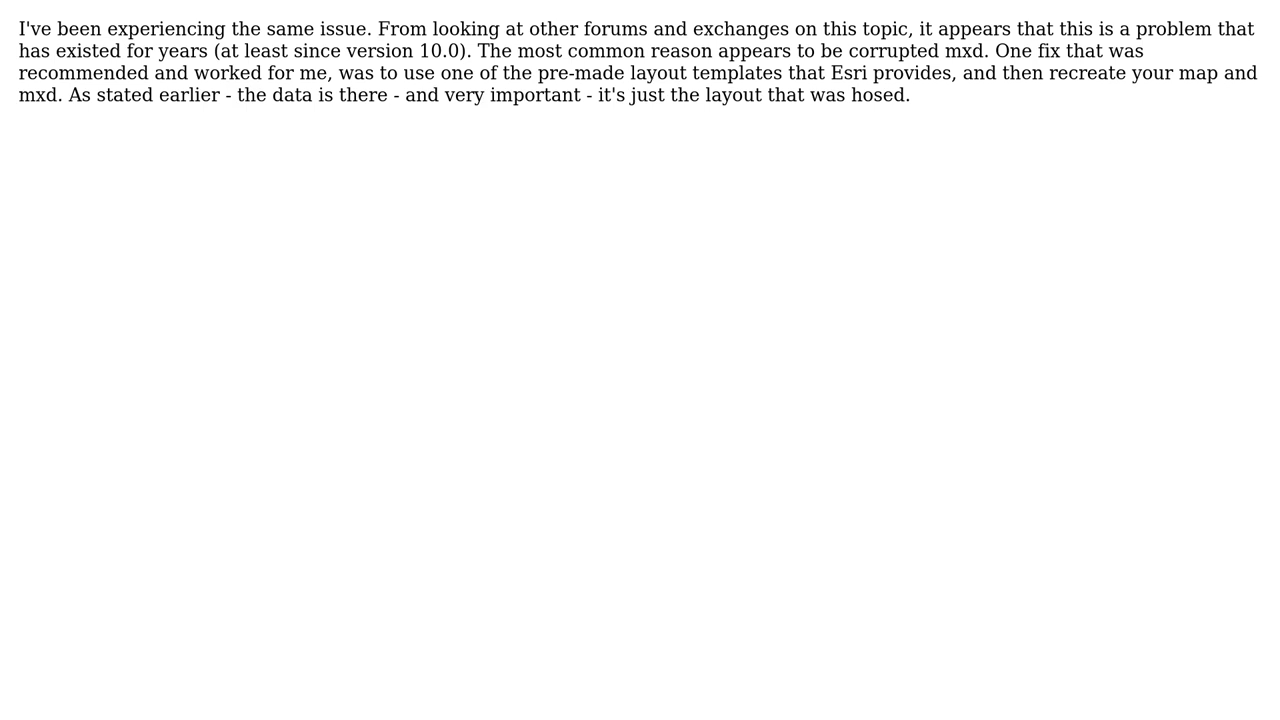 I've been experiencing the same issue. From looking at other forums and exchanges on this topic, it appears that this is a problem that
has existed for years (at least since version 10.0). The most common reason appears to be corrupted mxd. One fix that was
recommended and worked for me, was to use one of the pre-made layout templates that Esri provides, and then recreate your map and
mxd. As stated earlier - the data is there - and very important - it's just the layout that was hosed.